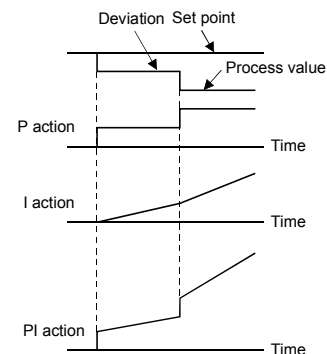 Deviation Set point
Process value
P action
Time
I action
Time
PI action
Time